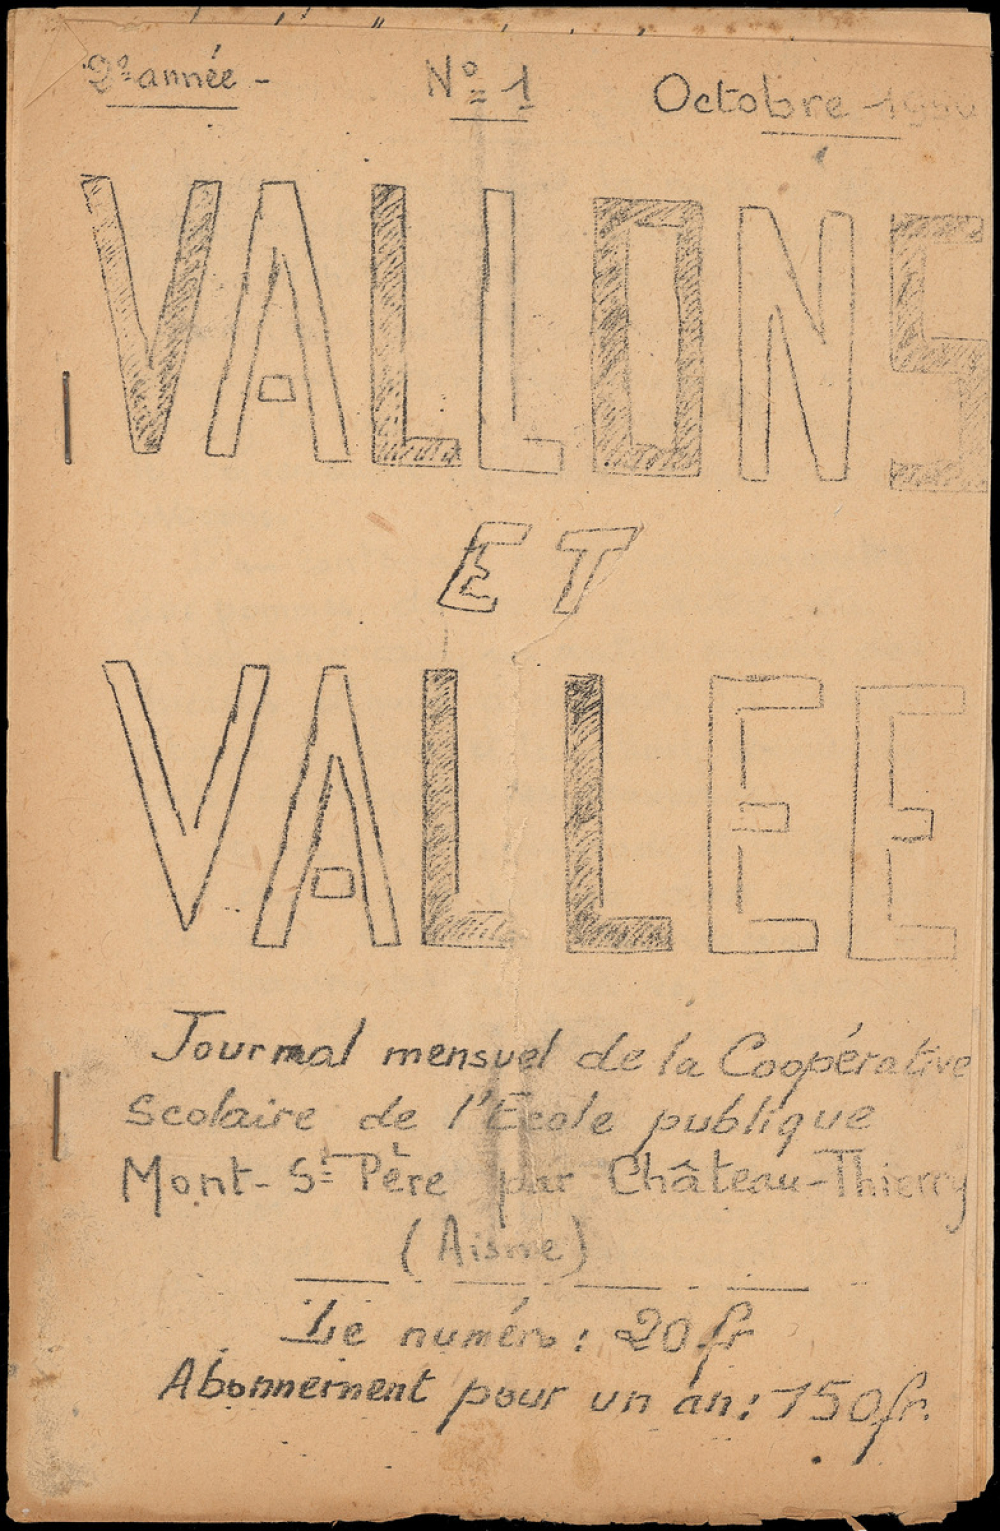 2e année - N° 1 Octobre
VALLONS
ET
VALLEE
Journal mensuel de la Coopérative
Scolaire de l'Ecole publique
Mont-St-Père par Château-Thierry
(Aisne)
Le numéro : 20 fr
Abonnement pour un an : 150 fr.